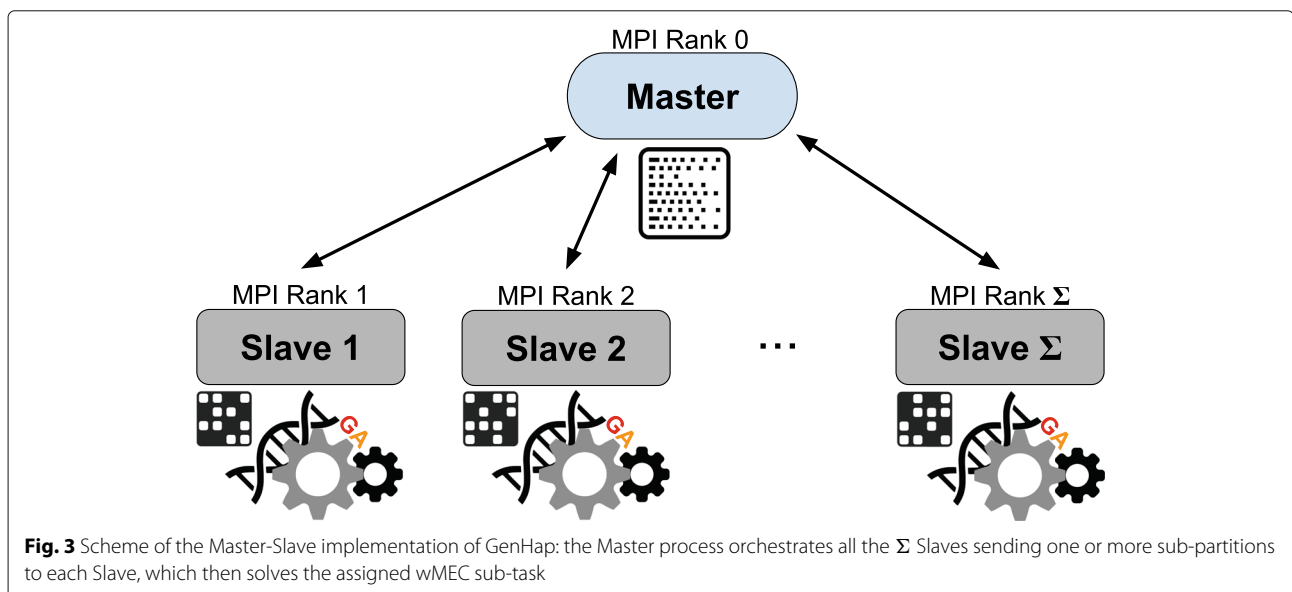 MPI Rank 0
Master
MPI Rank 1
MPI Rank 2
MPI Rank Σ
Slave 1
Slave 2
...
Slave Σ
GA
GA
GA
Fig. 3 Scheme of the Master-Slave implementation of GenHap: the Master process orchestrates all the Σ Slaves sending one or more sub-partitions
to each Slave, which then solves the assigned wMEC sub-task